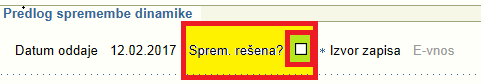 Predlog spremembe dinamike
Datum oddaje 12.02.2017 Sprem. rešena? * Izvor zapisa E-vnos